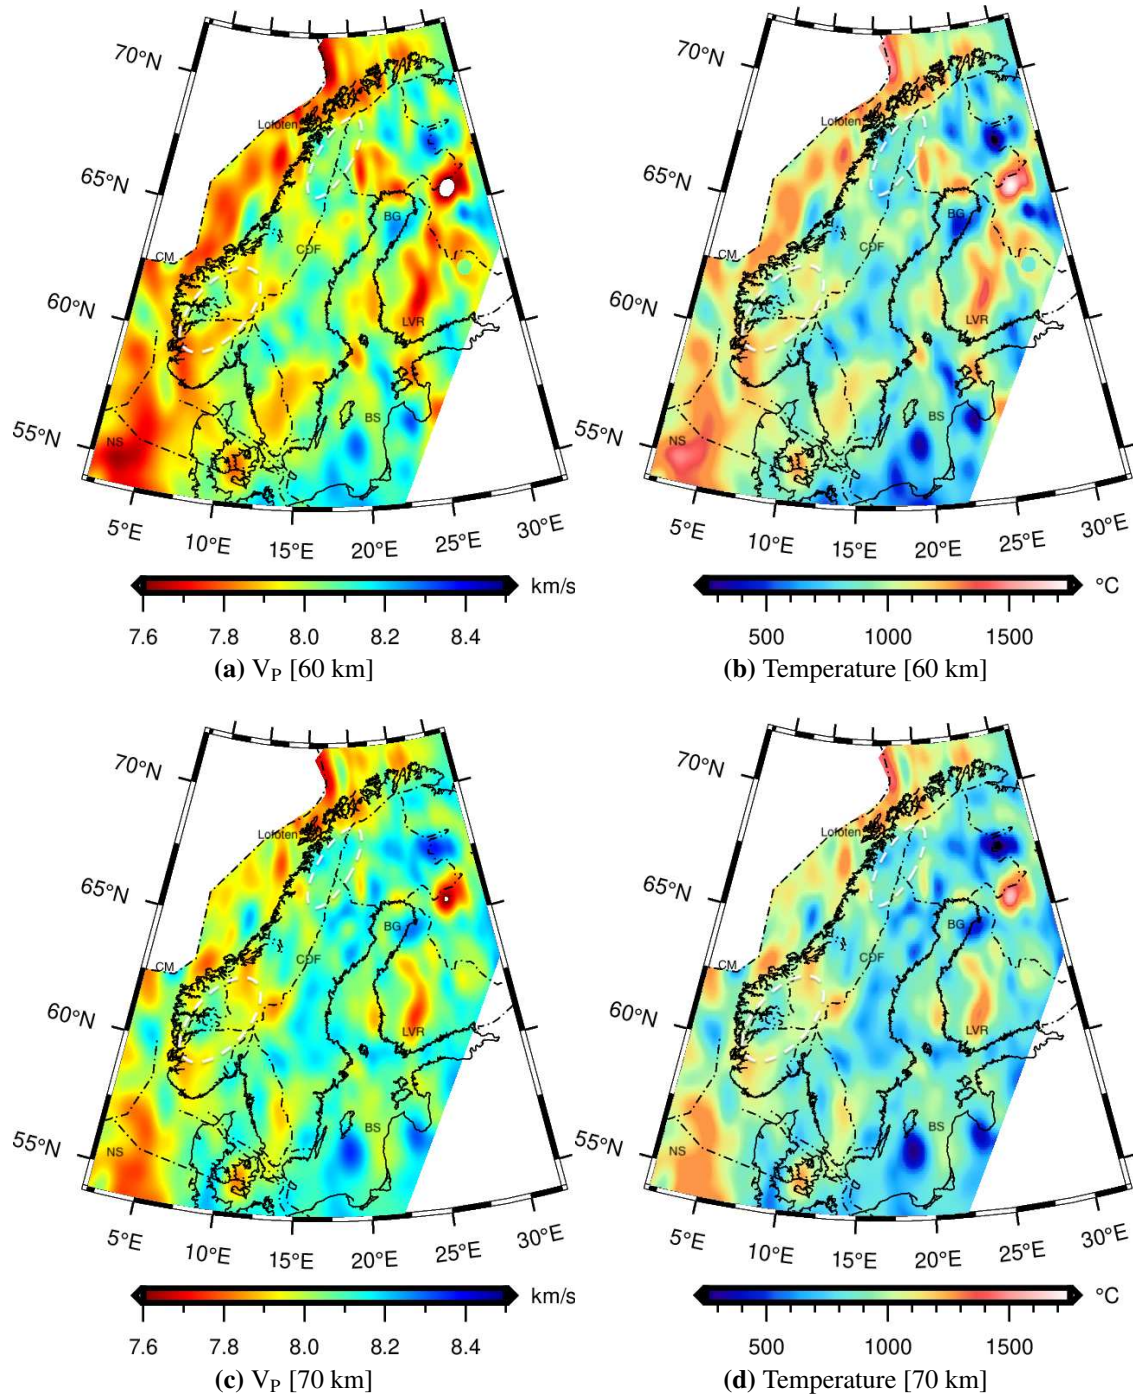 70°N
65°N
60°N
55°N
5°E
10°E
15°E
20°E
25°E
30°E
Lofoten
CM
CDF
BG
LVR
BS
NS
km/s
7.6 7.8 8.0 8.2 8.4
(a) VP [60 km]
70°N
65°N
60°N
55°N
5°E
10°E
15°E
20°E
25°E
30°E
Lofoten
CM
CDF
BG
LVR
BS
NS
°C
500 1000 1500
(b) Temperature [60 km]
70°N
65°N
60°N
55°N
5°E
10°E
15°E
20°E
25°E
30°E
Lofoten
CM
CDF
BG
LVR
BS
NS
km/s
7.6 7.8 8.0 8.2 8.4
(c) VP [70 km]
70°N
65°N
60°N
55°N
5°E
10°E
15°E
20°E
25°E
30°E
Lofoten
CM
CDF
BG
LVR
BS
NS
°C
500 1000 1500
(d) Temperature [70 km]